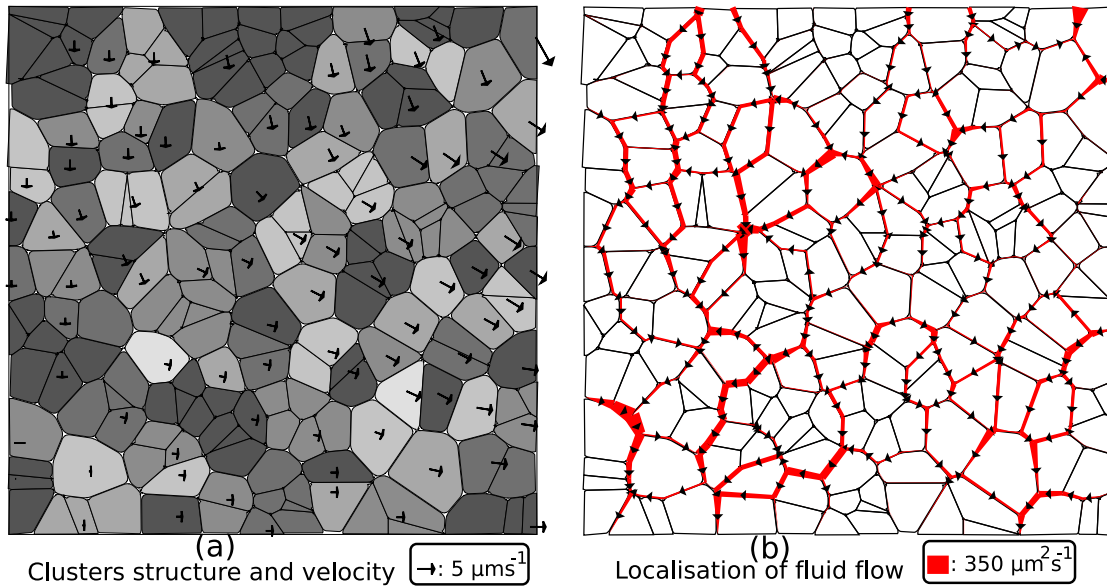 (a)
Clusters structure and velocity
: 5 μms⁻¹
(b)
Localisation of fluid flow
: 350 μm²s⁻¹